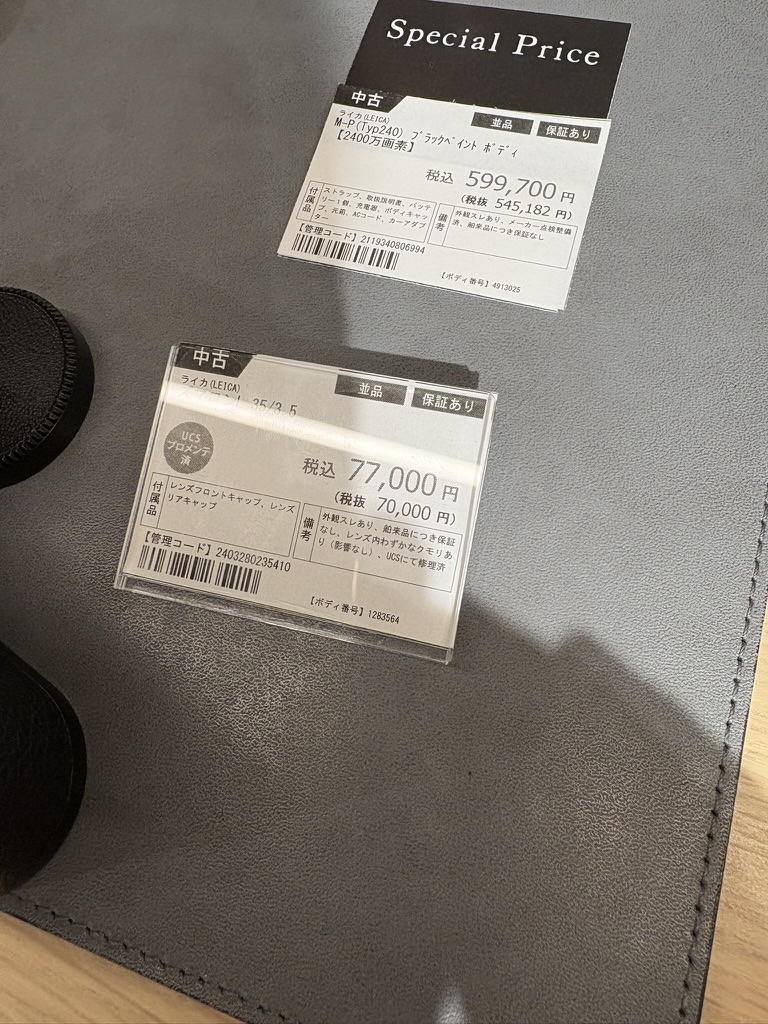 Special Price
中古
並品
保証あり
ライカ(LEICA)
M-P(Typ240) ブラックペイント ボディ
【2400万画素】
税込 599,700 円
(税抜 545,182 円)
付属品
ストラップ、取扱説明書、バッテ
リー1個、充電器、ボディキャッ
プ、元箱、ACコード、カーアダプ
ター
備考
外観スレあり、メーカー点検整備
済、舶来品につき保証なし
【管理コード】2119340806994
【ボディ番号】4913025
中古
並品
保証あり
ライカ(LEICA)
35/3.5
UCS
プロメンテ
済
税込 77,000 円
(税抜 70,000 円)
付属品
レンズフロントキャップ、レンズ
リアキャップ
備考
外観スレあり、舶来品につき保証
なし、レンズ内わずかなクモリあ
り（影響なし）、UCSにて修理済
【管理コード】2403280235410
【ボディ番号】1283564